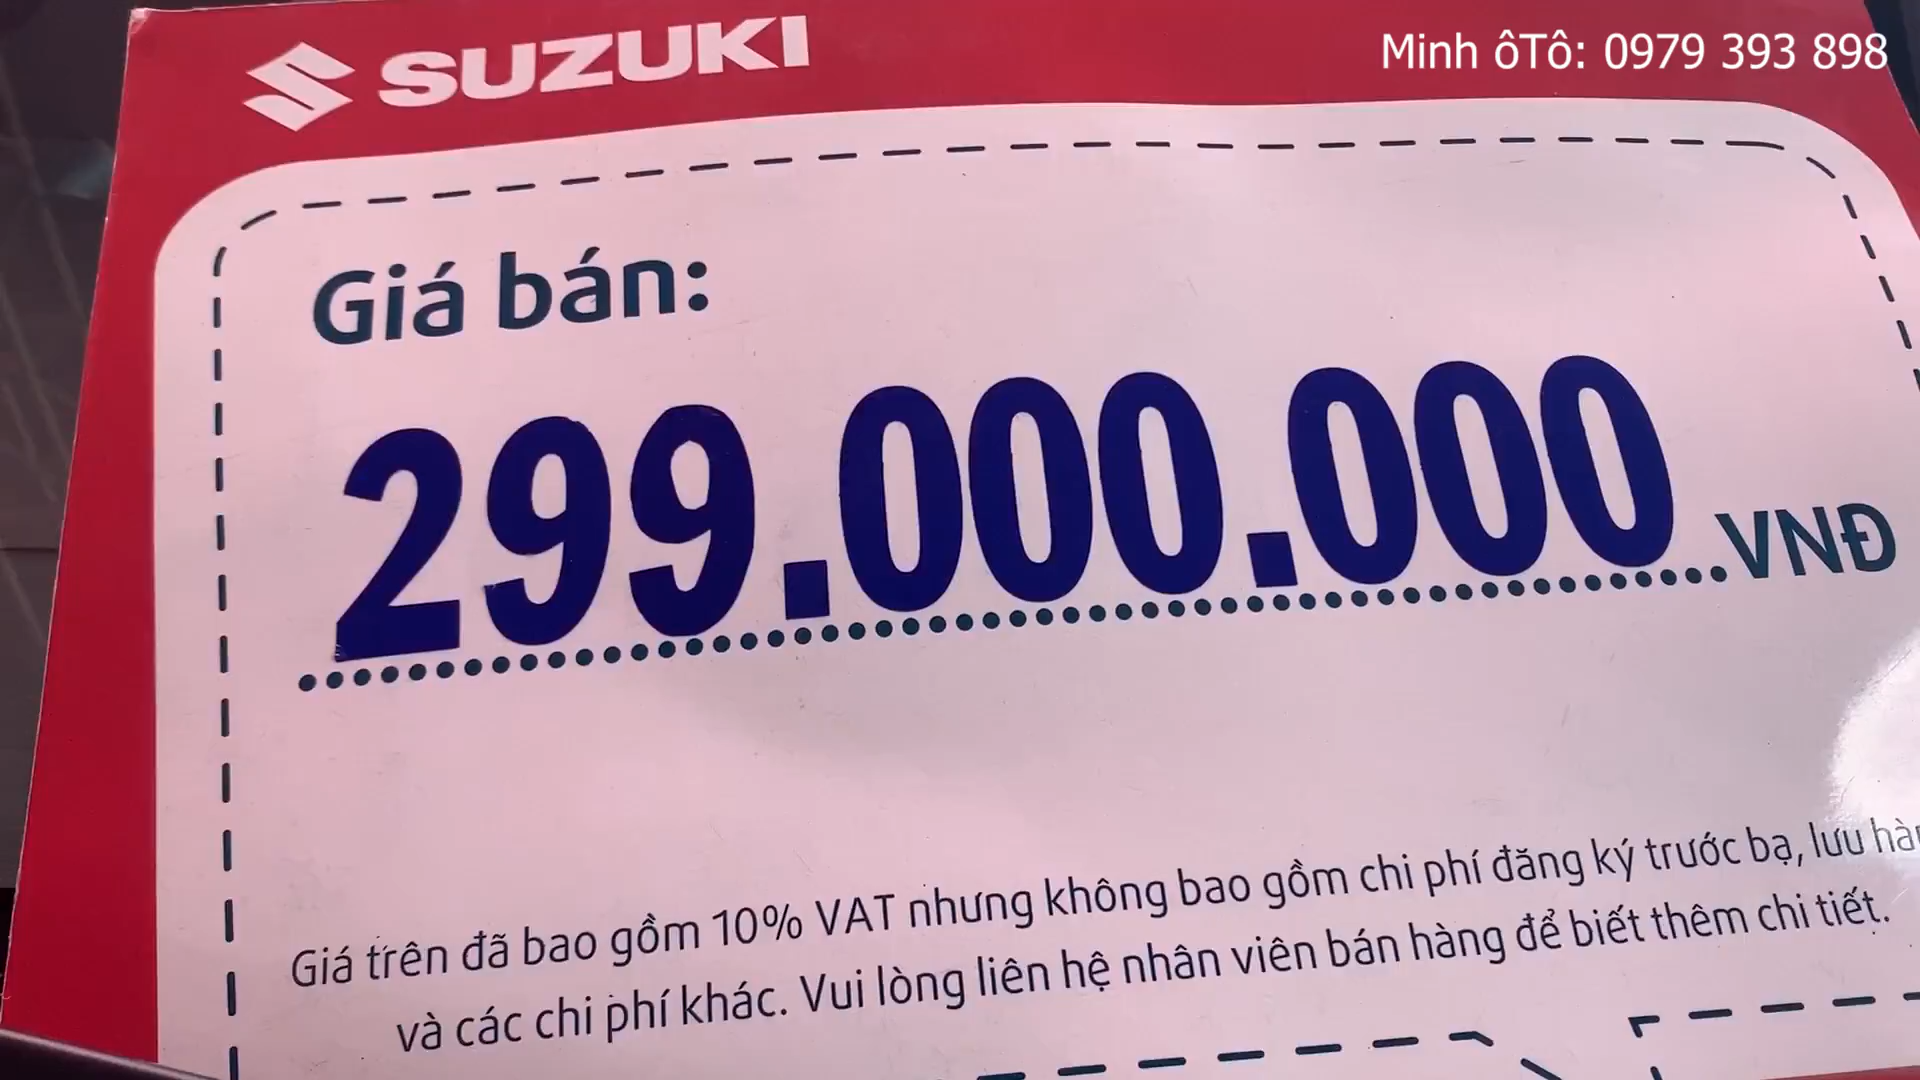 SUZUKI
Minh ôTô: 0979 393 898
Giá bán:
299.000.000 VNĐ
Giá trên đã bao gồm 10% VAT nhưng không bao gồm chi phí đăng ký trước bạ, lưu
và các chi phí khác. Vui lòng liên hệ nhân viên bán hàng để biết thêm chi tiết.